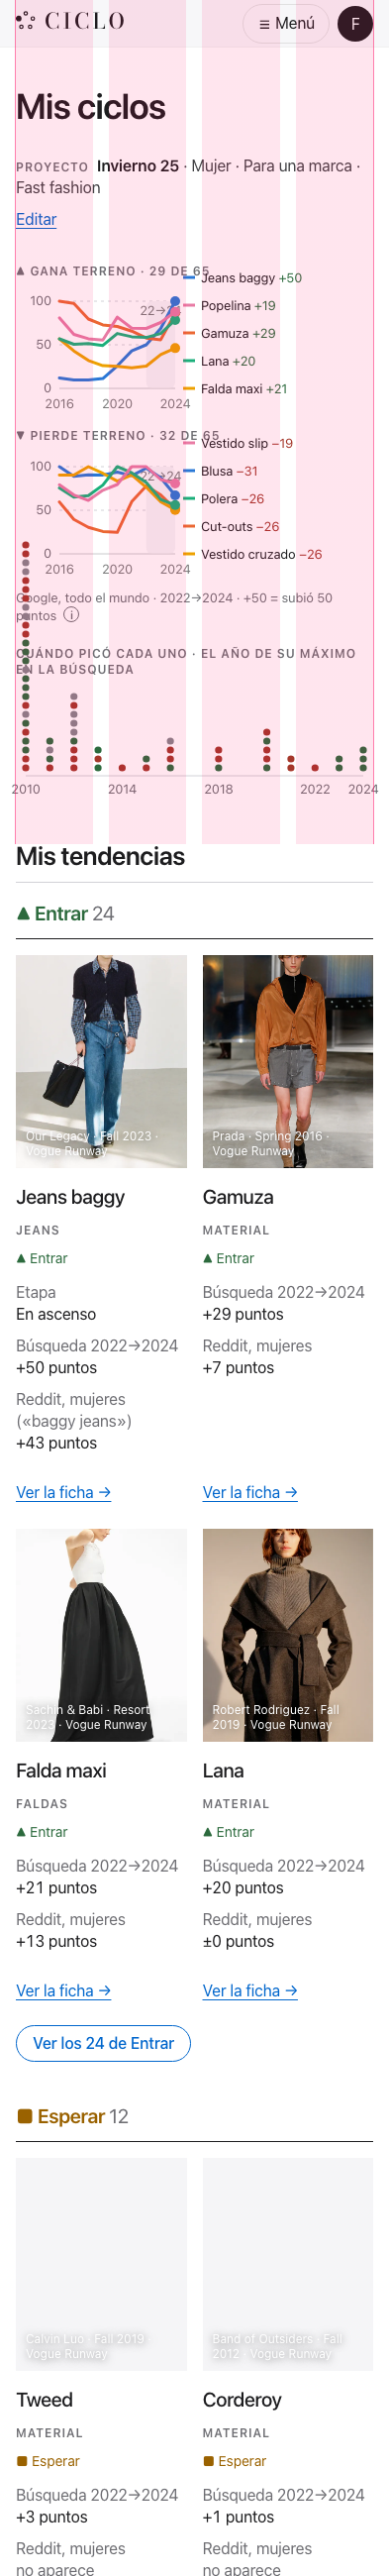 CICLO
≡ Menú
F
Mis ciclos
PROYECTO Invierno 25 · Mujer · Para una marca ·
Fast fashion
Editar
▲ GANA TERRENO · 29 DE 65
100
50
0
2016 2020 2024
22→24
Jeans baggy +50
Popelina +19
Gamuza +29
Lana +20
Falda maxi +21
▼ PIERDE TERRENO · 32 DE 65
100
50
0
2016 2020 2024
22→24
Vestido slip −19
Blusa −31
Polera −26
Cut-outs −26
Vestido cruzado −26
Google, todo el mundo · 2022→2024 · +50 = subió 50
puntos ⓘ
CUÁNDO PICÓ CADA UNO · EL AÑO DE SU MÁXIMO
EN LA BÚSQUEDA
2010 2014 2018 2022 2024
Mis tendencias
▲ Entrar 24
Our Legacy · Fall 2023 ·
Vogue Runway
Jeans baggy
JEANS
▲ Entrar
Etapa
En ascenso
Búsqueda 2022→2024
+50 puntos
Reddit, mujeres
(«baggy jeans»)
+43 puntos
Ver la ficha →
Prada · Spring 2016 ·
Vogue Runway
Gamuza
MATERIAL
▲ Entrar
Búsqueda 2022→2024
+29 puntos
Reddit, mujeres
+7 puntos
Ver la ficha →
Sachin & Babi · Resort
2023 · Vogue Runway
Falda maxi
FALDAS
▲ Entrar
Búsqueda 2022→2024
+21 puntos
Reddit, mujeres
+13 puntos
Ver la ficha →
Robert Rodriguez · Fall
2019 · Vogue Runway
Lana
MATERIAL
▲ Entrar
Búsqueda 2022→2024
+20 puntos
Reddit, mujeres
±0 puntos
Ver la ficha →
Ver los 24 de Entrar
■ Esperar 12
Calvin Luo · Fall 2019 ·
Vogue Runway
Tweed
MATERIAL
■ Esperar
Búsqueda 2022→2024
+3 puntos
Reddit, mujeres
no aparece
Band of Outsiders · Fall
2012 · Vogue Runway
Corderoy
MATERIAL
■ Esperar
Búsqueda 2022→2024
+1 puntos
Reddit, mujeres
no aparece